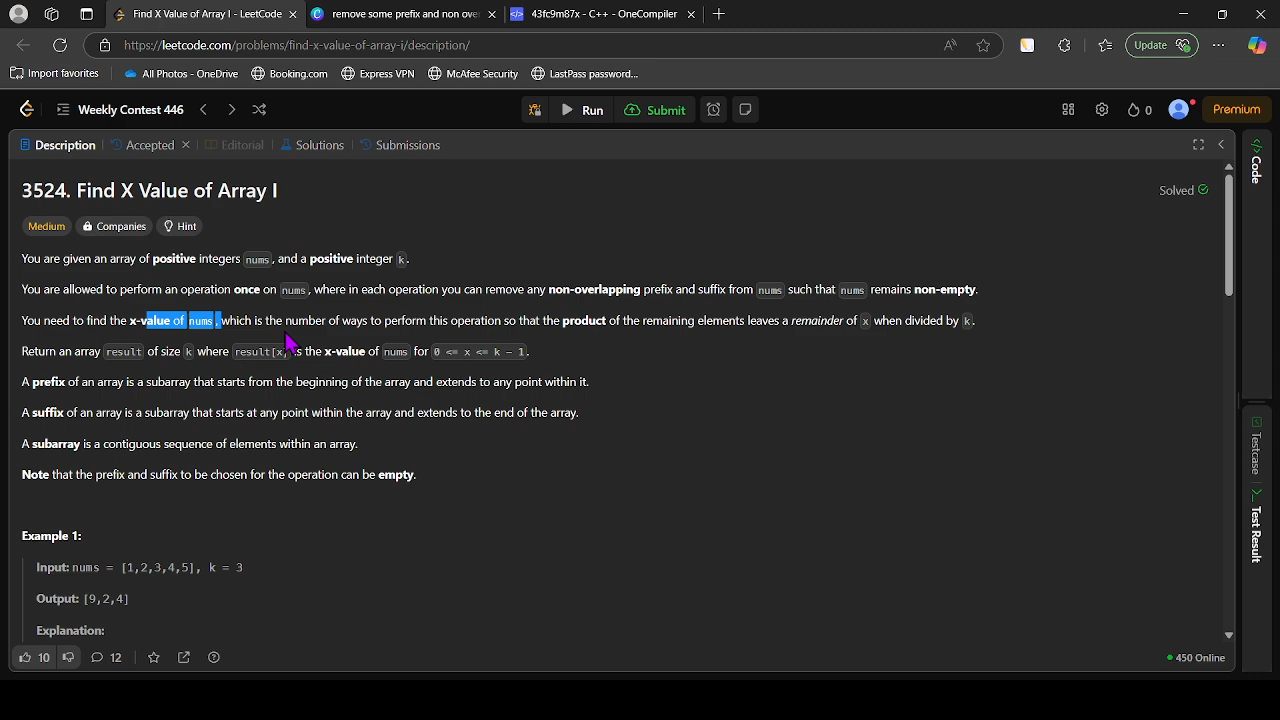 Find X Value of Array I - LeetCode
remove some prefix and non ove
43fc9m87x - C++ - OneCompiler
https://leetcode.com/problems/find-x-value-of-array-i/description/
Update
Import favorites
All Photos - OneDrive
Booking.com
Express VPN
McAfee Security
LastPass password...
Weekly Contest 446
Run
Submit
0
Premium
Description
Accepted
Editorial
Solutions
Submissions
Code
3524. Find X Value of Array I
Solved
Medium
Companies
Hint
You are given an array of positive integers nums, and a positive integer k.
You are allowed to perform an operation once on nums, where in each operation you can remove any non-overlapping prefix and suffix from nums such that nums remains non-empty.
You need to find the x-value of nums, which is the number of ways to perform this operation so that the product of the remaining elements leaves a remainder of x when divided by k.
Return an array result of size k where result[x] is the x-value of nums for 0 <= x <= k - 1.
A prefix of an array is a subarray that starts from the beginning of the array and extends to any point within it.
A suffix of an array is a subarray that starts at any point within the array and extends to the end of the array.
A subarray is a contiguous sequence of elements within an array.
Note that the prefix and suffix to be chosen for the operation can be empty.
Testcase
Test Result
Example 1:
Input: nums = [1,2,3,4,5], k = 3
Output: [9,2,4]
Explanation:
10
12
450 Online